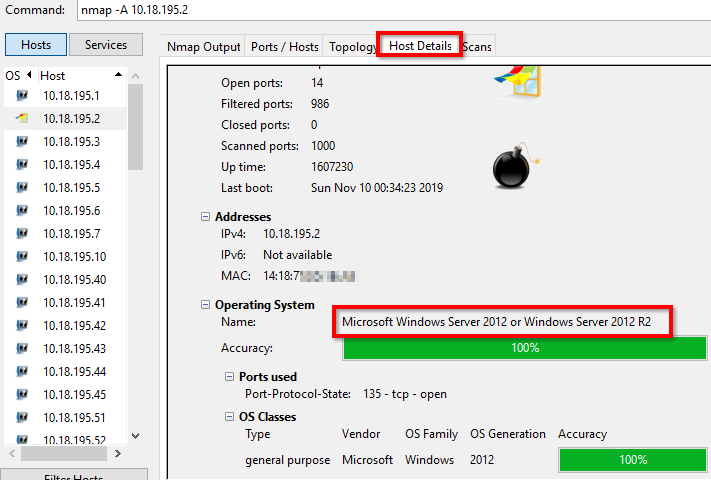 Command: nmap -A 10.18.195.2
Hosts Services
OS Host
10.18.195.1
10.18.195.2
10.18.195.3
10.18.195.4
10.18.195.5
10.18.195.6
10.18.195.7
10.18.195.10
10.18.195.40
10.18.195.41
10.18.195.42
10.18.195.43
10.18.195.44
10.18.195.45
10.18.195.51
10.18.195.52
Filter Hosts
Nmap Output Ports / Hosts Topology Host Details Scans
Open ports: 14
Filtered ports: 986
Closed ports: 0
Scanned ports: 1000
Up time: 1607230
Last boot: Sun Nov 10 00:34:23 2019
Addresses
IPv4: 10.18.195.2
IPv6: Not available
MAC: 14:18:7
Operating System
Name: Microsoft Windows Server 2012 or Windows Server 2012 R2
Accuracy: 100%
Ports used
Port-Protocol-State: 135 - tcp - open
OS Classes
Type Vendor OS Family OS Generation Accuracy
general purpose Microsoft Windows 2012 100%